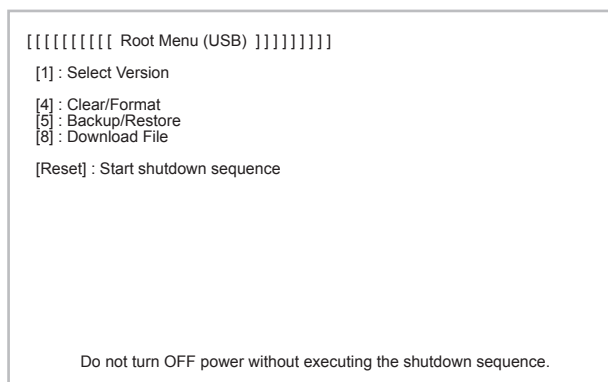 [ [ [ [ [ [ [ [ [ [ Root Menu (USB) ] ] ] ] ] ] ] ] ]
[1] : Select Version
[4] : Clear/Format
[5] : Backup/Restore
[8] : Download File
[Reset] : Start shutdown sequence
Do not turn OFF power without executing the shutdown sequence.